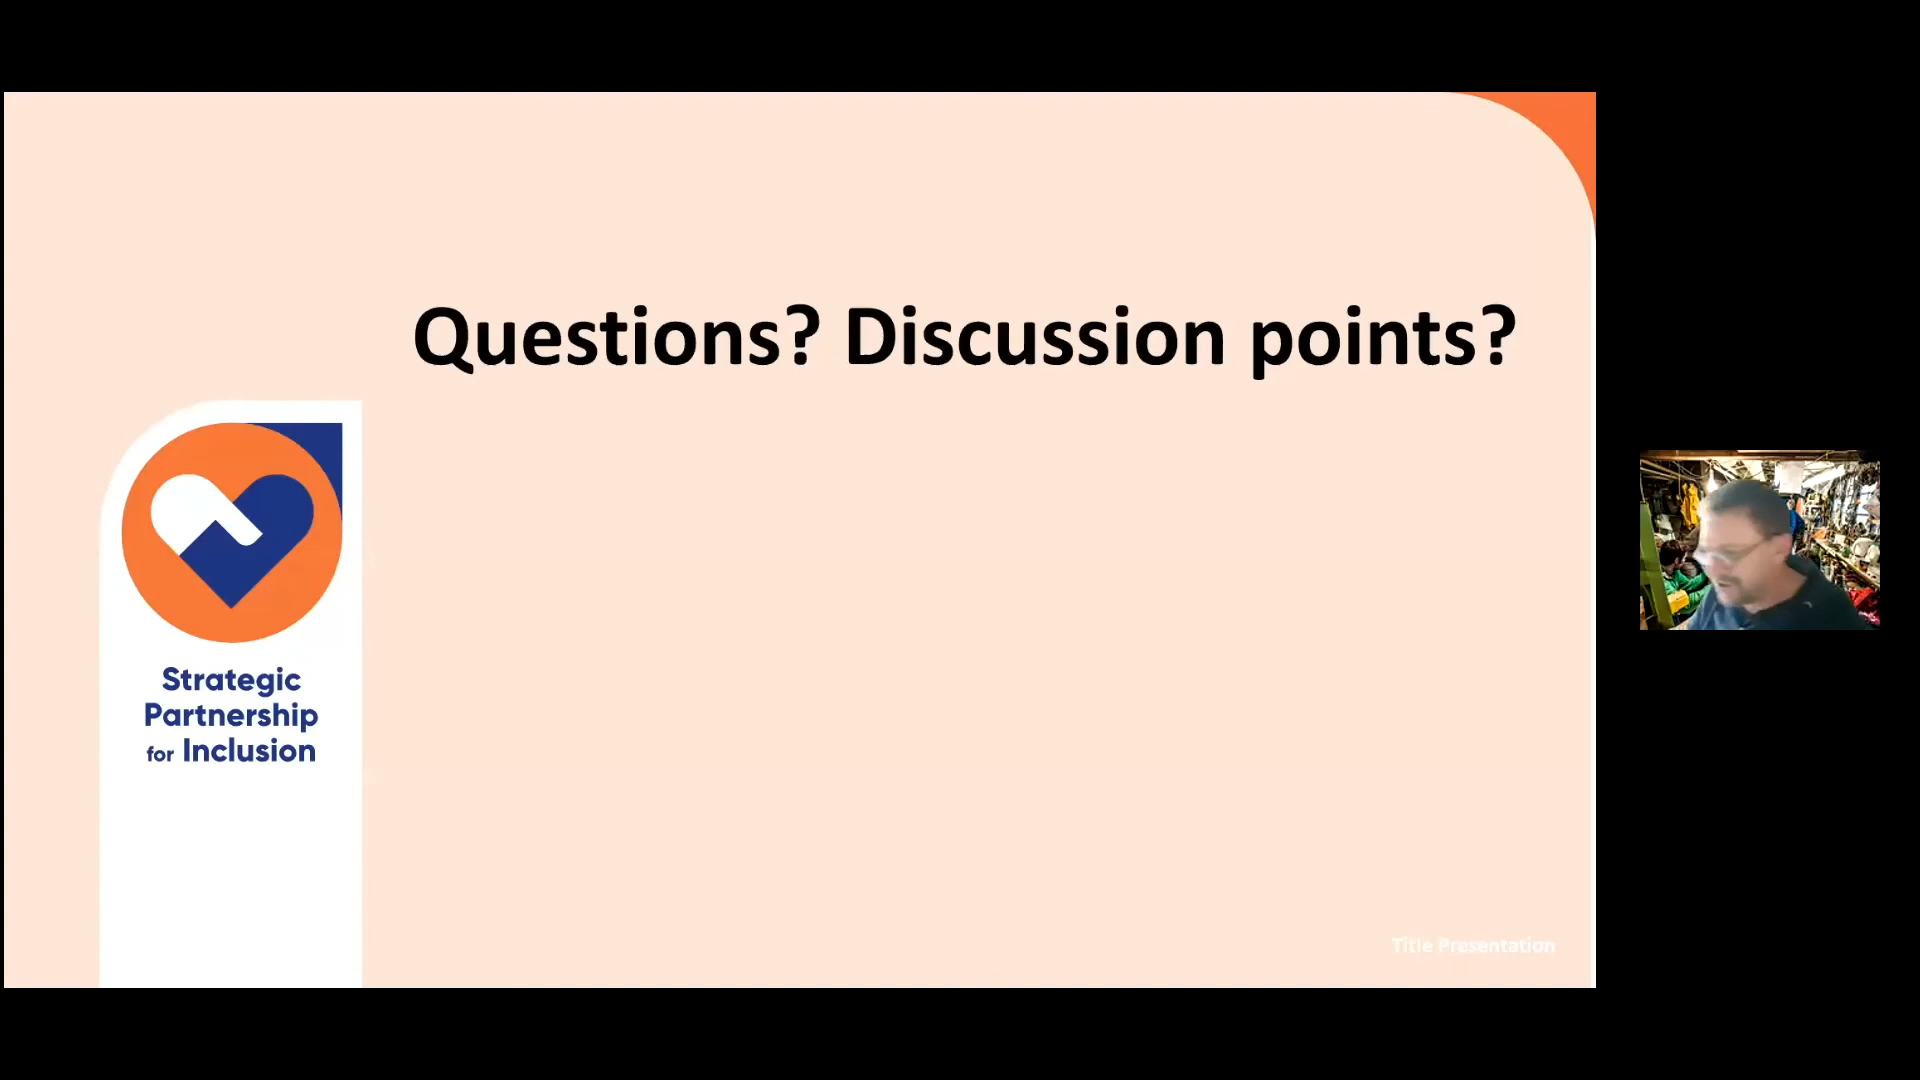 Questions? Discussion points?
Strategic
Partnership
for Inclusion
Title Presentation